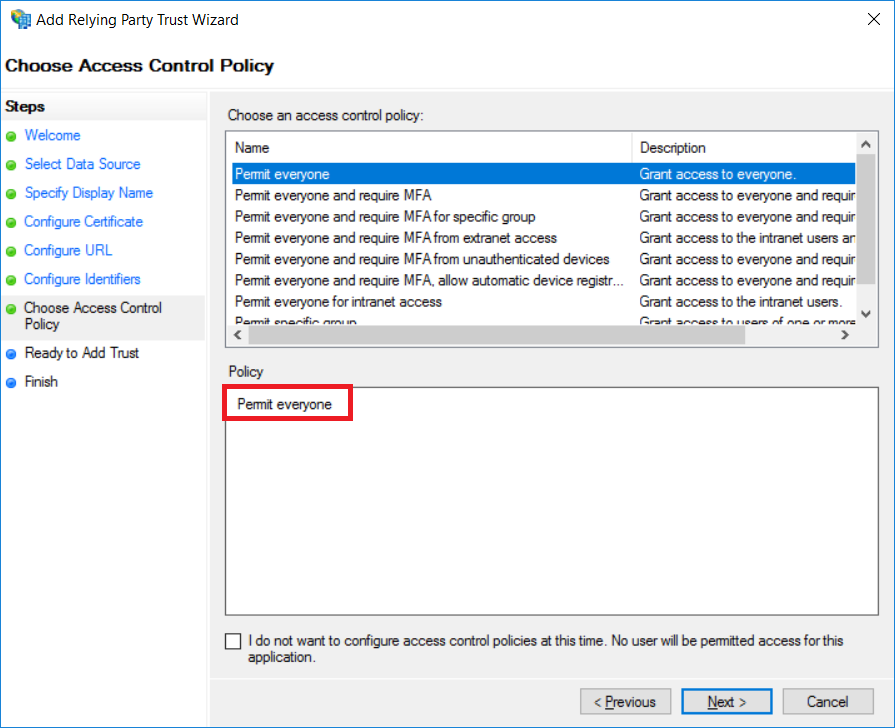 Add Relying Party Trust Wizard
Choose Access Control Policy
Steps
Welcome
Select Data Source
Specify Display Name
Configure Certificate
Configure URL
Configure Identifiers
Choose Access Control
Policy
Ready to Add Trust
Finish
Choose an access control policy:
Name Description
Permit everyone Grant access to everyone.
Permit everyone and require MFA Grant access to everyone and requir
Permit everyone and require MFA for specific group Grant access to everyone and requir
Permit everyone and require MFA from extranet access Grant access to the intranet users an
Permit everyone and require MFA from unauthenticated devices Grant access to everyone and requir
Permit everyone and require MFA, allow automatic device registr... Grant access to everyone and requir
Permit everyone for intranet access Grant access to the intranet users.
Permit specific group Grant access to users of one or more
Policy
Permit everyone
I do not want to configure access control policies at this time. No user will be permitted access for this
application.
< Previous Next > Cancel